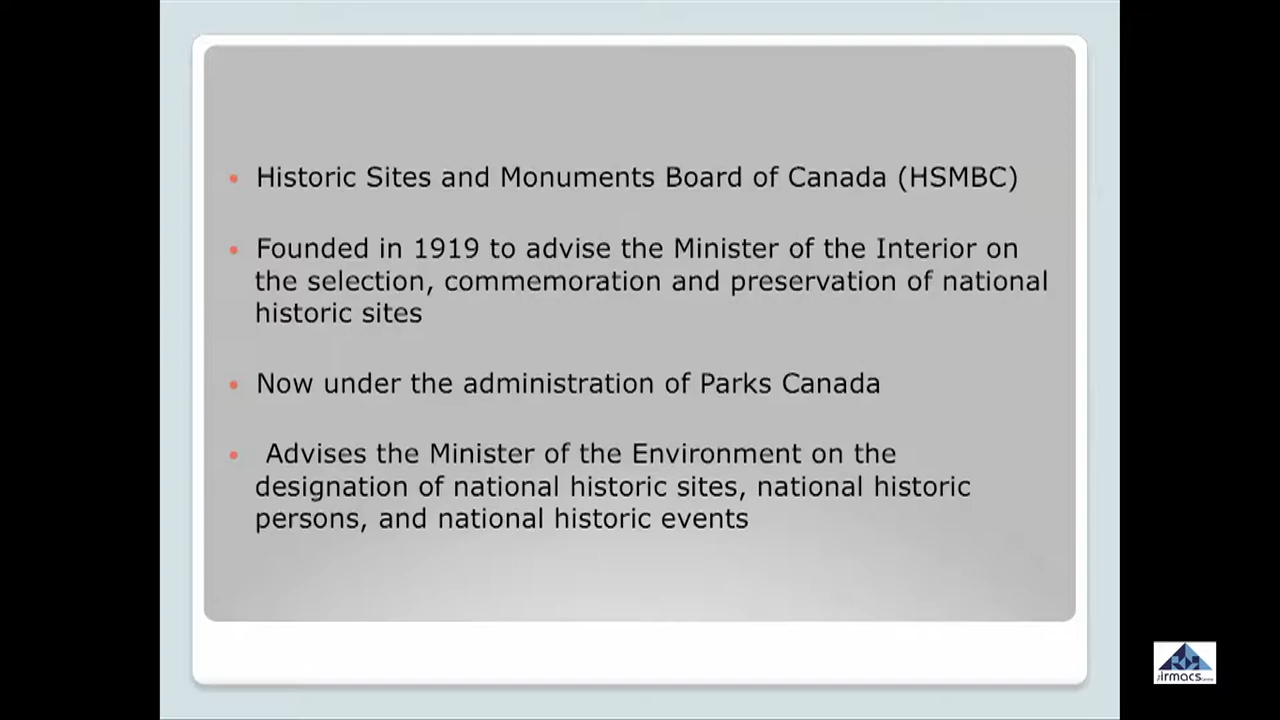 • Historic Sites and Monuments Board of Canada (HSMBC)
• Founded in 1919 to advise the Minister of the Interior on
the selection, commemoration and preservation of national
historic sites
• Now under the administration of Parks Canada
• Advises the Minister of the Environment on the
designation of national historic sites, national historic
persons, and national historic events
irmacs